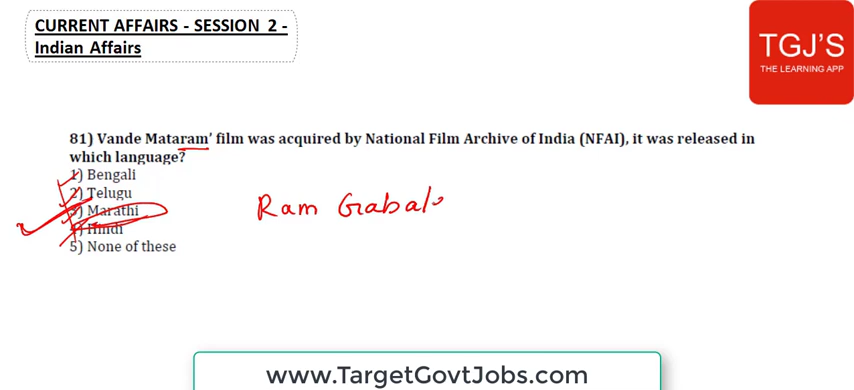 CURRENT AFFAIRS - SESSION 2 -
Indian Affairs
TGJ'S
THE LEARNING APP
81) Vande Mataram' film was acquired by National Film Archive of India (NFAI), it was released in
which language?
1) Bengali
2) Telugu
3) Marathi
4) Hindi
5) None of these
Ram Gabale
www.TargetGovtJobs.com